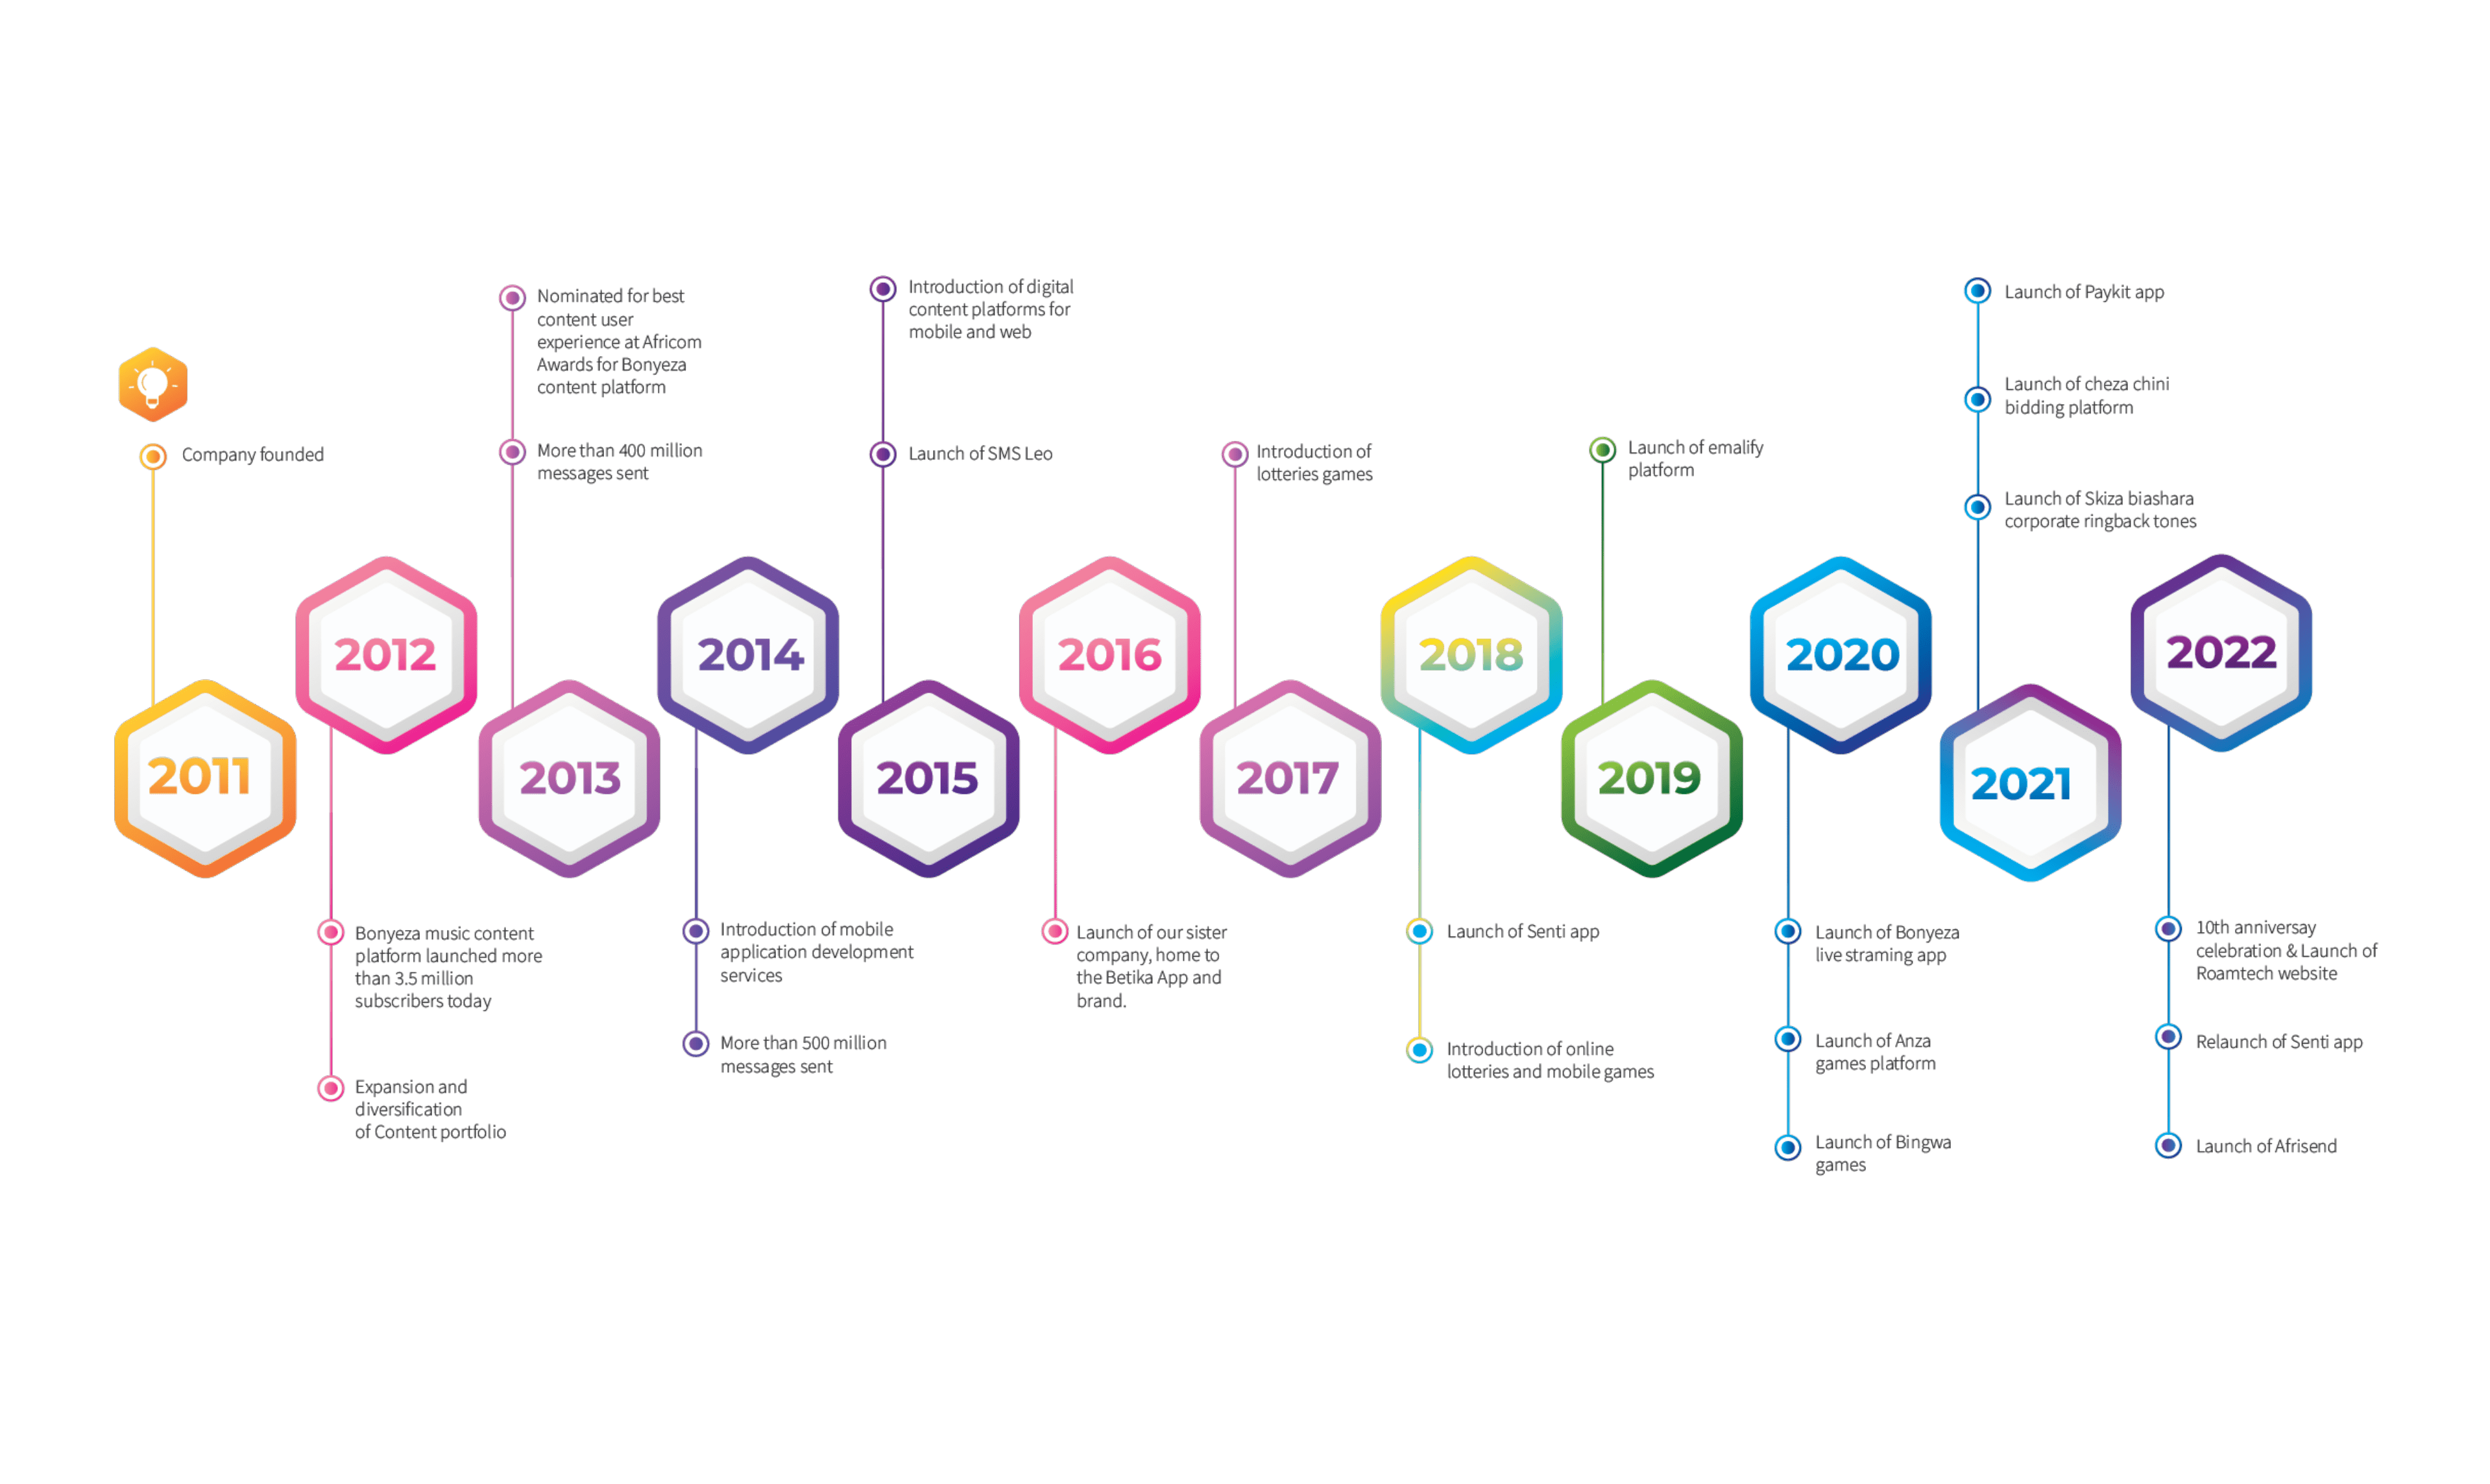 2011
Company founded
2012
Bonyeza music content
platform launched more
than 3.5 million
subscribers today
Expansion and
diversification
of Content portfolio
2013
Nominated for best
content user
experience at Africom
Awards for Bonyeza
content platform
More than 400 million
messages sent
2014
Introduction of mobile
application development
services
More than 500 million
messages sent
2015
Introduction of digital
content platforms for
mobile and web
Launch of SMS Leo
2016
Launch of our sister
company, home to
the Betika App and
brand.
2017
Introduction of
lotteries games
2018
Launch of Senti app
Introduction of online
lotteries and mobile games
2019
Launch of emalify
platform
2020
Launch of Bonyeza
live straming app
Launch of Anza
games platform
Launch of Bingwa
games
2021
Launch of Paykit app
Launch of cheza chini
bidding platform
Launch of Skiza biashara
corporate ringback tones
2022
10th anniversay
celebration & Launch of
Roamtech website
Relaunch of Senti app
Launch of Afrisend